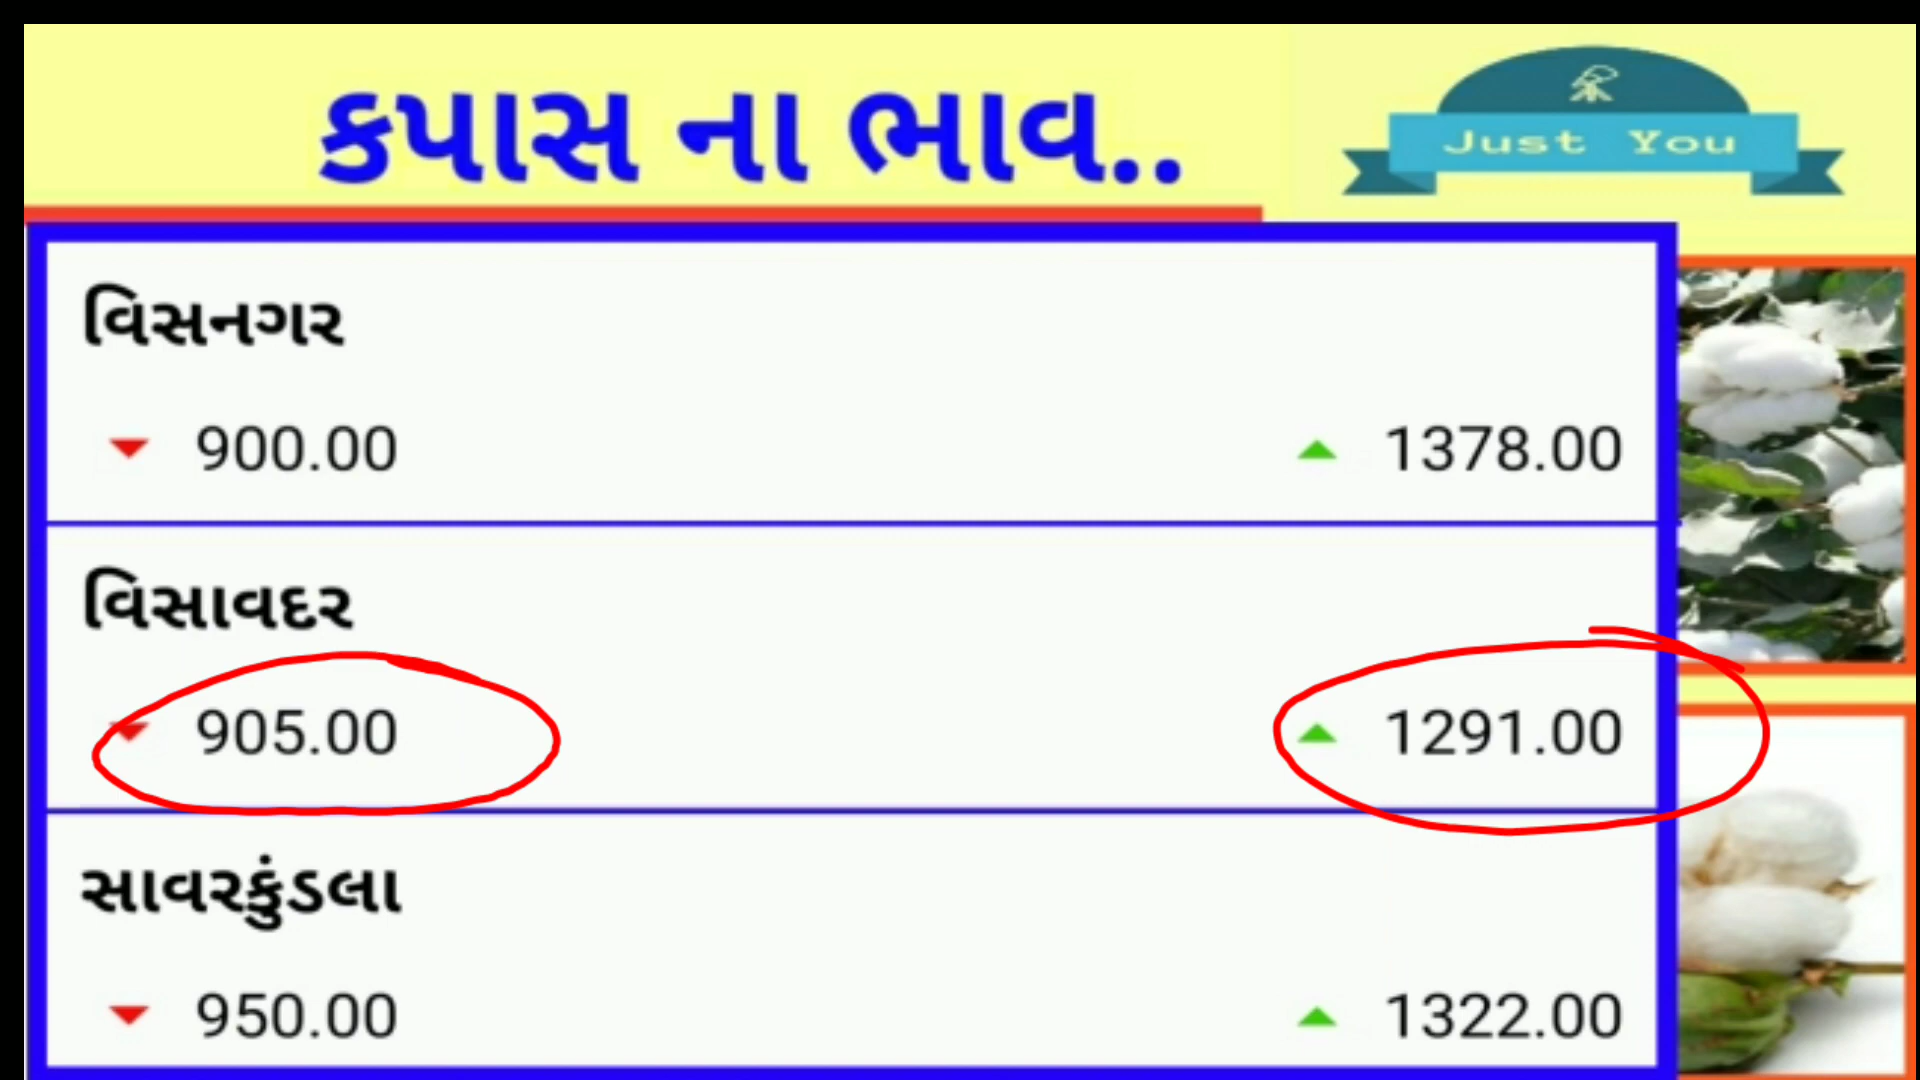 કપાસ ના ભાવ..
Just You
વિસનગર
900.00 1378.00
વિસાવદર
905.00 1291.00
સાવરકુંડલા
950.00 1322.00